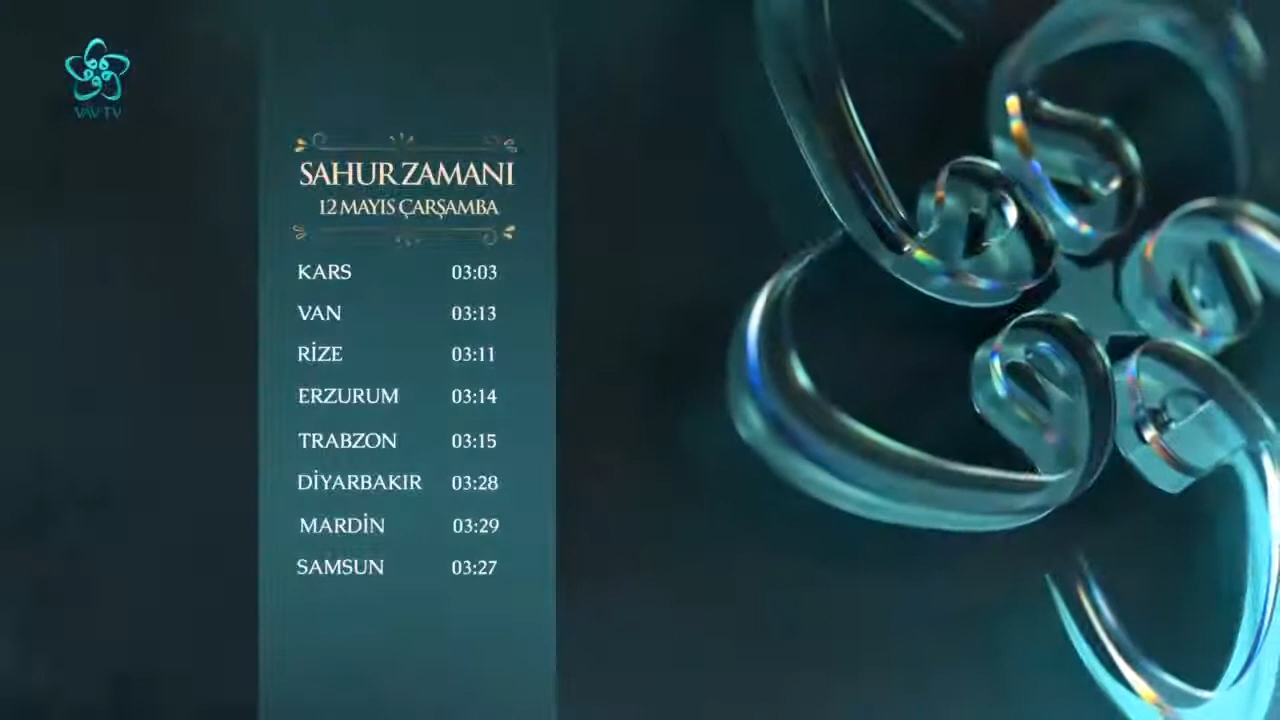 VAV TV
SAHUR ZAMANI
12 MAYIS ÇARŞAMBA
KARS 03:03
VAN 03:13
RİZE 03:11
ERZURUM 03:14
TRABZON 03:15
DİYARBAKIR 03:28
MARDİN 03:29
SAMSUN 03:27